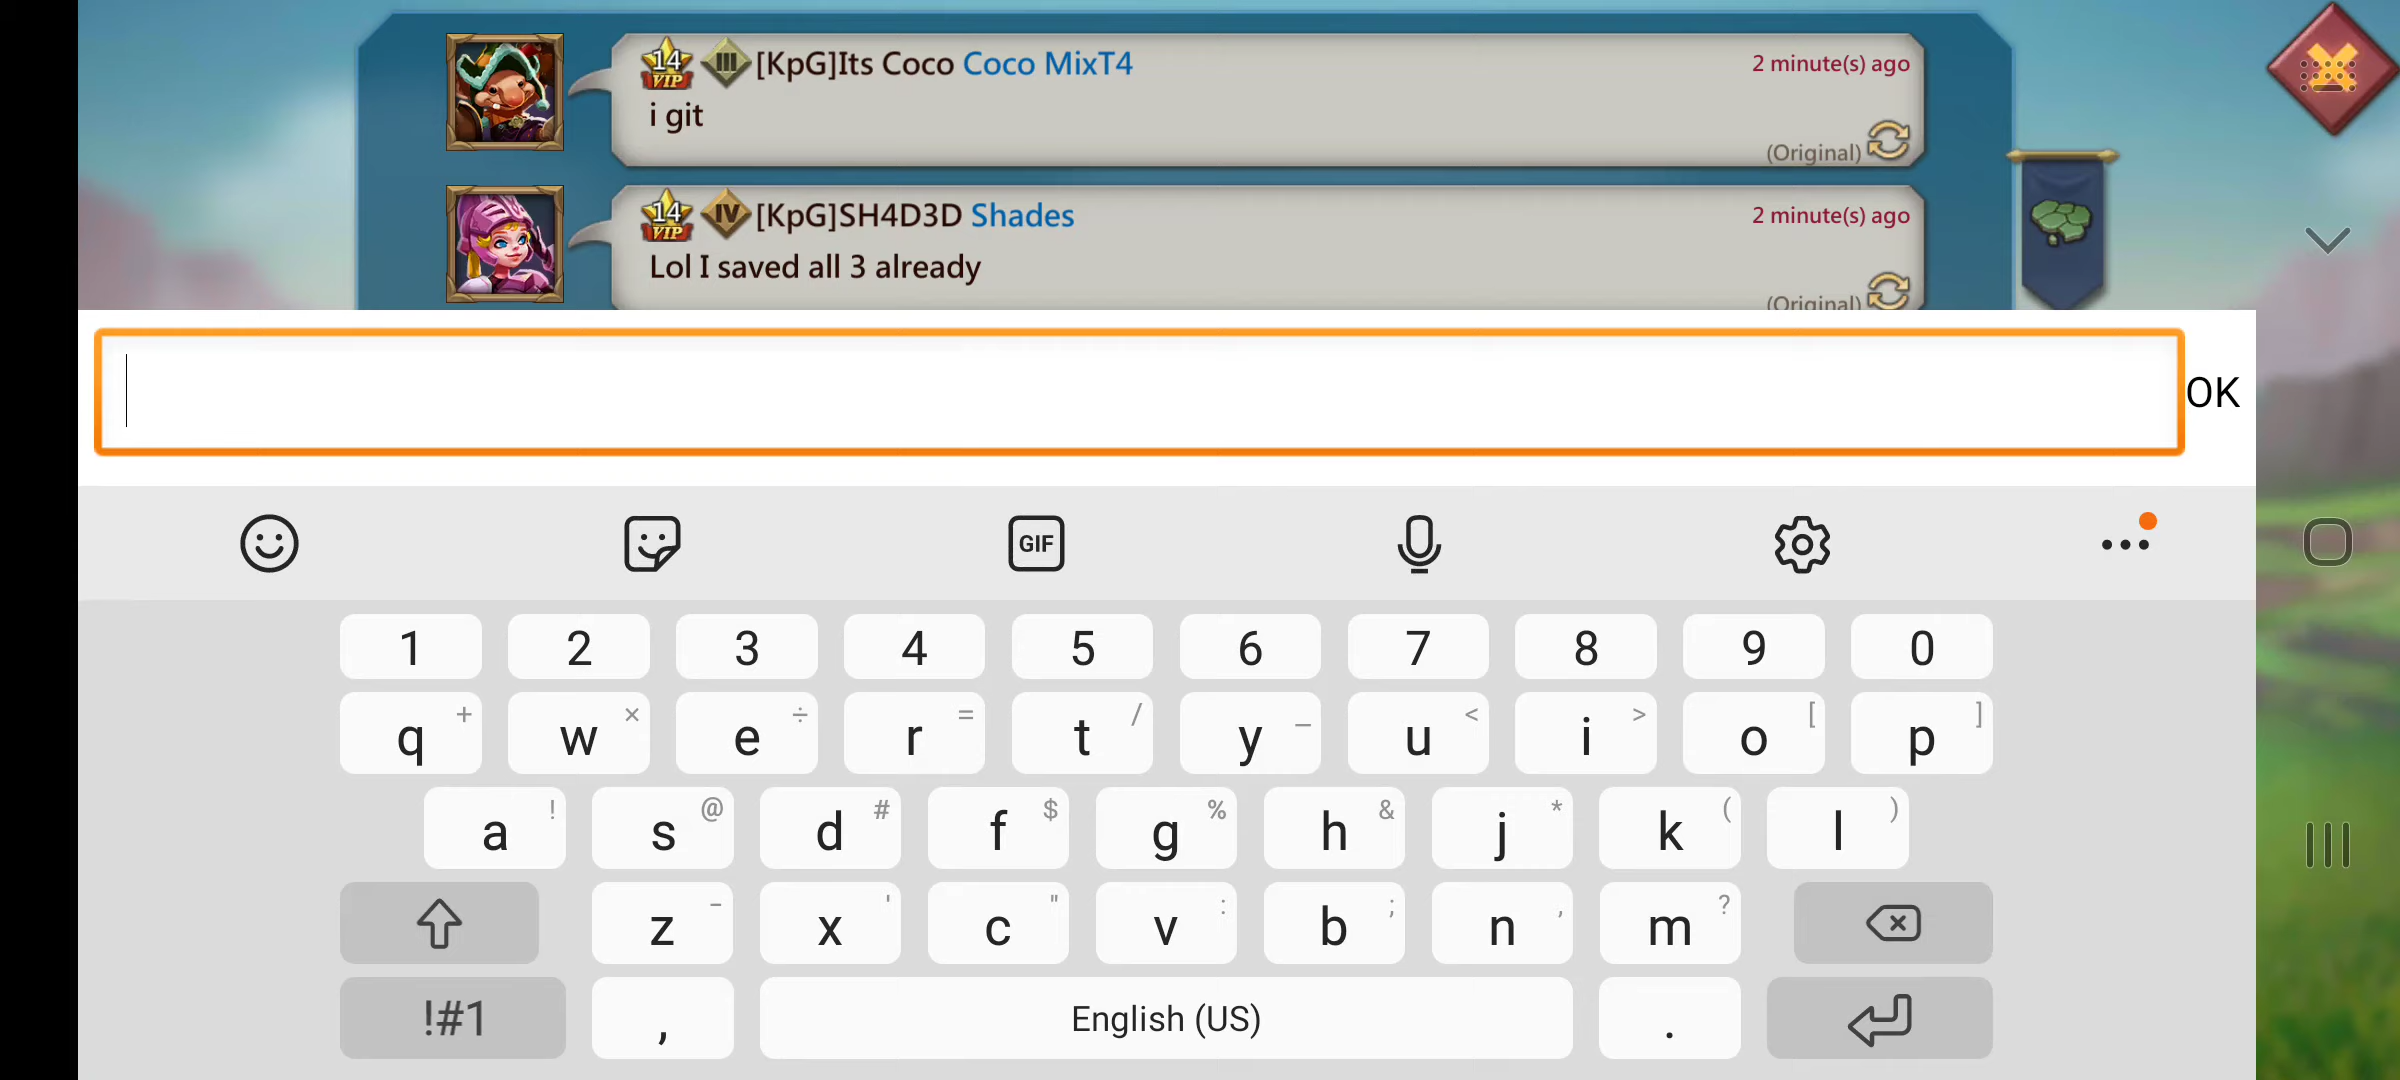 14 VIP III [KpG]Its Coco Coco MixT4 2 minute(s) ago
i git
(Original)
14 VIP IV [KpG]SH4D3D Shades 2 minute(s) ago
Lol I saved all 3 already
(Original)
OK
GIF
1 2 3 4 5 6 7 8 9 0
q + w × e ÷ r = t / y _ u < i > o [ p ]
a ! s @ d # f $ g % h & j * k ( l )
z - x ' c " v : b ; n , m ?
!#1 , English (US) .